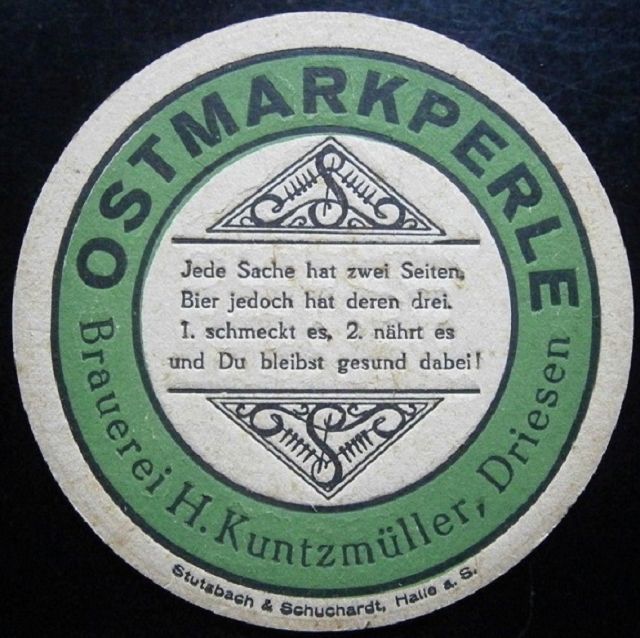 OSTMARKPERLE
Jede Sache hat zwei Seiten,
Bier jedoch hat deren drei.
1. schmeckt es, 2. nährt es
und Du bleibst gesund dabei!
Brauerei H. Kuntzmüller, Driesen
Stutzbach & Schuchardt, Halle a. S.